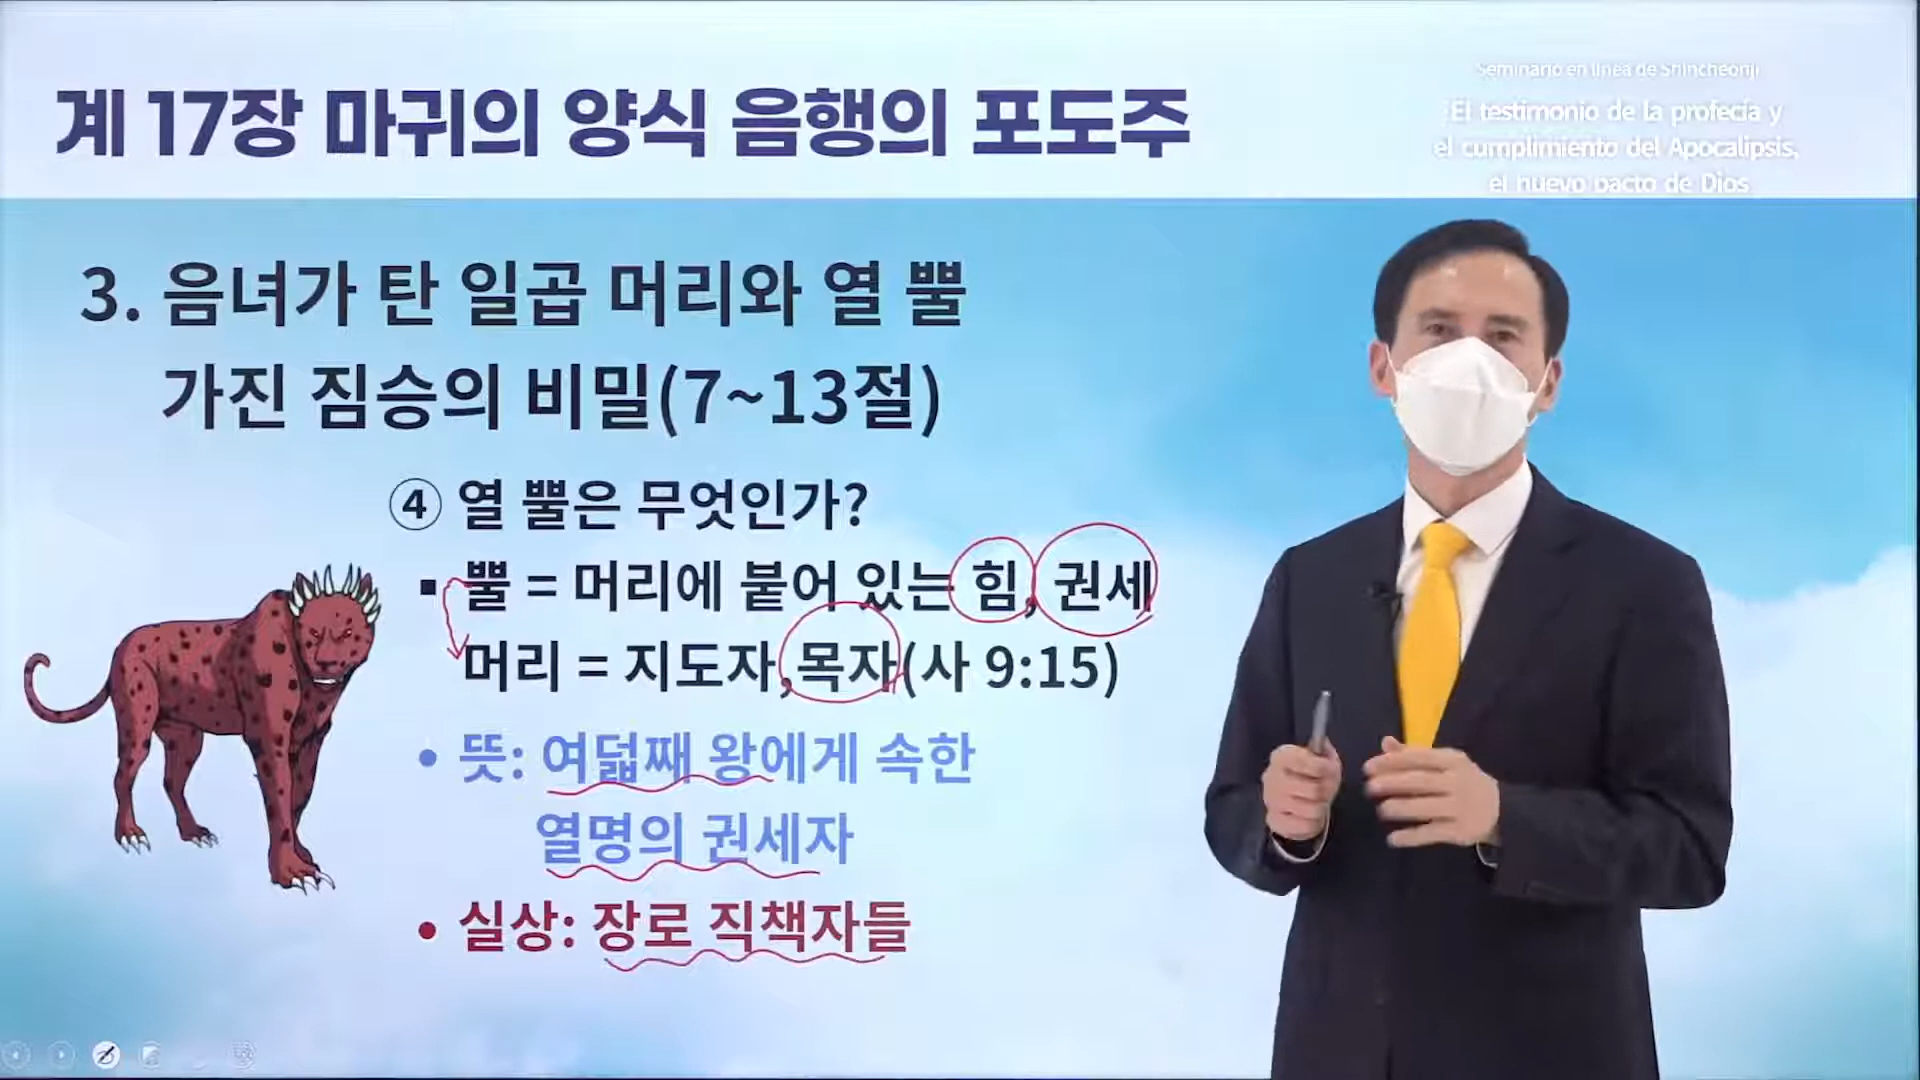 계 17장 마귀의 양식 음행의 포도주
Seminario en línea de Shincheonji
El testimonio de la profecía y
el cumplimiento del Apocalipsis,
el nuevo pacto de Dios
3. 음녀가 탄 일곱 머리와 열 뿔
가진 짐승의 비밀(7~13절)
④ 열 뿔은 무엇인가?
▪ 뿔 = 머리에 붙어 있는 힘, 권세
머리 = 지도자,목자(사 9:15)
• 뜻: 여덟째 왕에게 속한
열명의 권세자
• 실상: 장로 직책자들